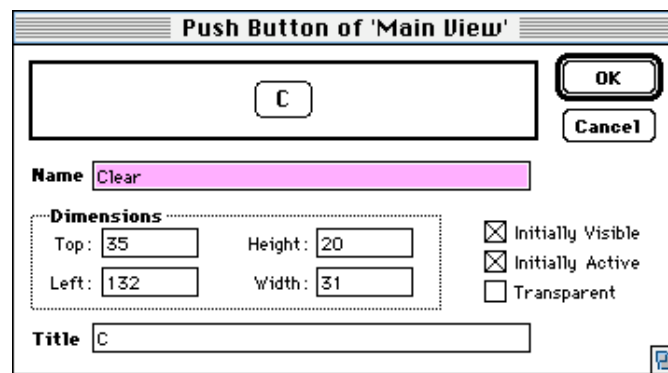 Push Button of 'Main View'
C
OK
Cancel
Name Clear
Dimensions
Top: 35 Height: 20
Left: 132 Width: 31
Initially Visible
Initially Active
Transparent
Title C